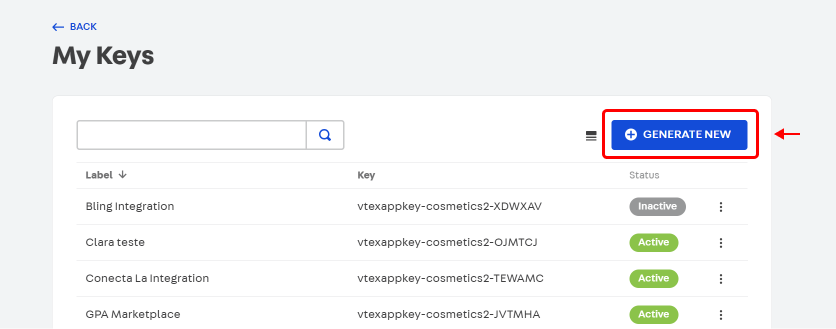 BACK
My Keys
GENERATE NEW
Label Key Status
Bling Integration vtexappkey-cosmetics2-XDWXAV Inactive
Clara teste vtexappkey-cosmetics2-OJMTCJ Active
Conecta La Integration vtexappkey-cosmetics2-TEWAMC Active
GPA Marketplace vtexappkey-cosmetics2-JVTMHA Active